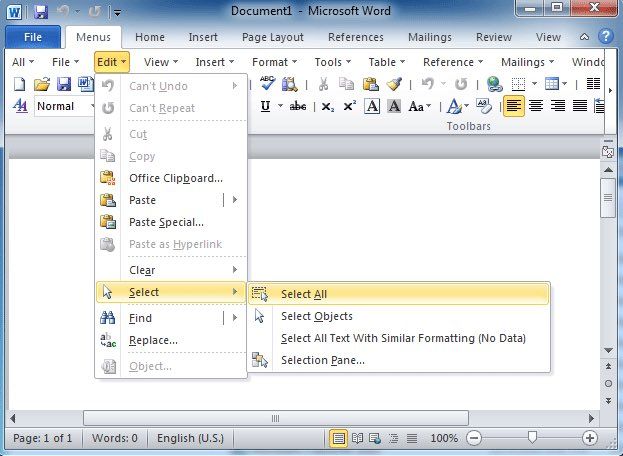 Document1 - Microsoft Word
File Menus Home Insert Page Layout References Mailings Review View
All File Edit View Insert Format Tools Table Reference Mailings Windo
Normal
Toolbars
Can't Undo
Can't Repeat
Cut
Copy
Office Clipboard...
Paste
Paste Special...
Paste as Hyperlink
Clear
Select
Find
Replace...
Object...
Select All
Select Objects
Select All Text With Similar Formatting (No Data)
Selection Pane...
Page: 1 of 1 Words: 0 English (U.S.) 100%